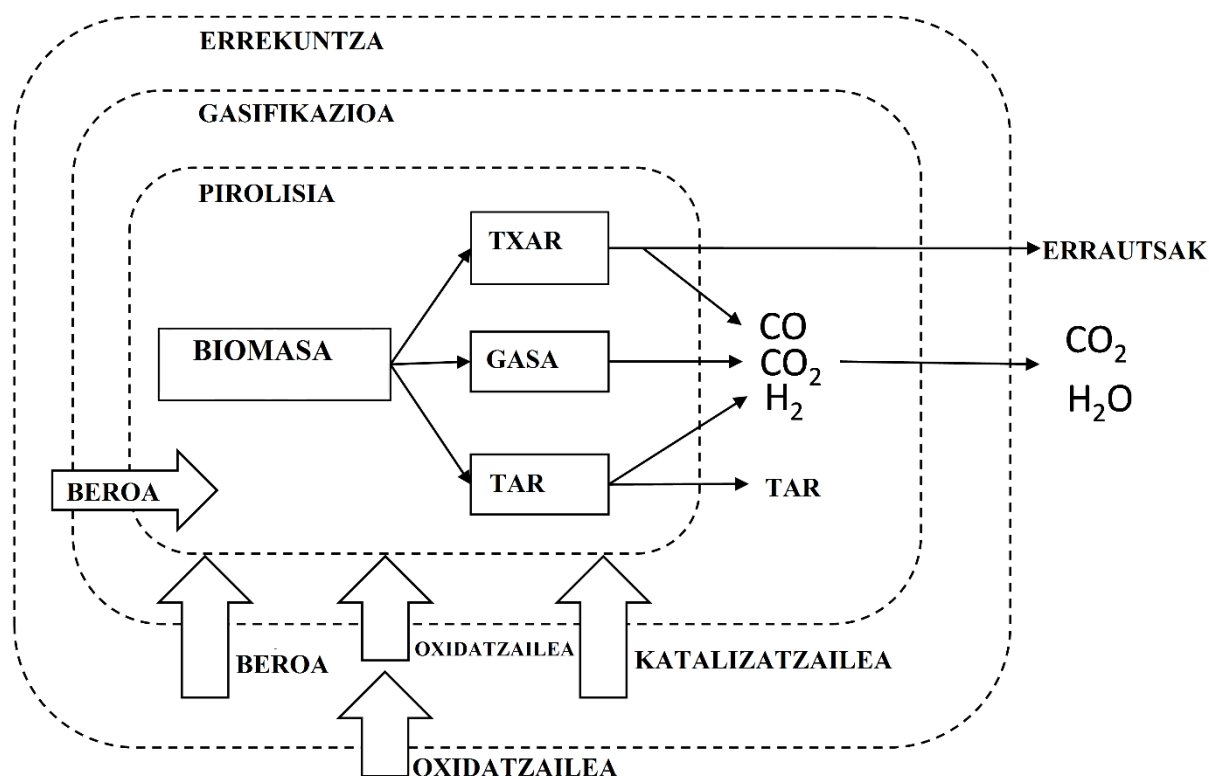 ERREKUNTZA
GASIFIKAZIOA
PIROLISIA
TXAR
ERRAUTSAK
BIOMASA
GASA
CO
CO₂
H₂
CO₂
H₂O
BEROA
TAR
TAR
BEROA
OXIDATZAILEA
KATALIZATZAILEA
OXIDATZAILEA